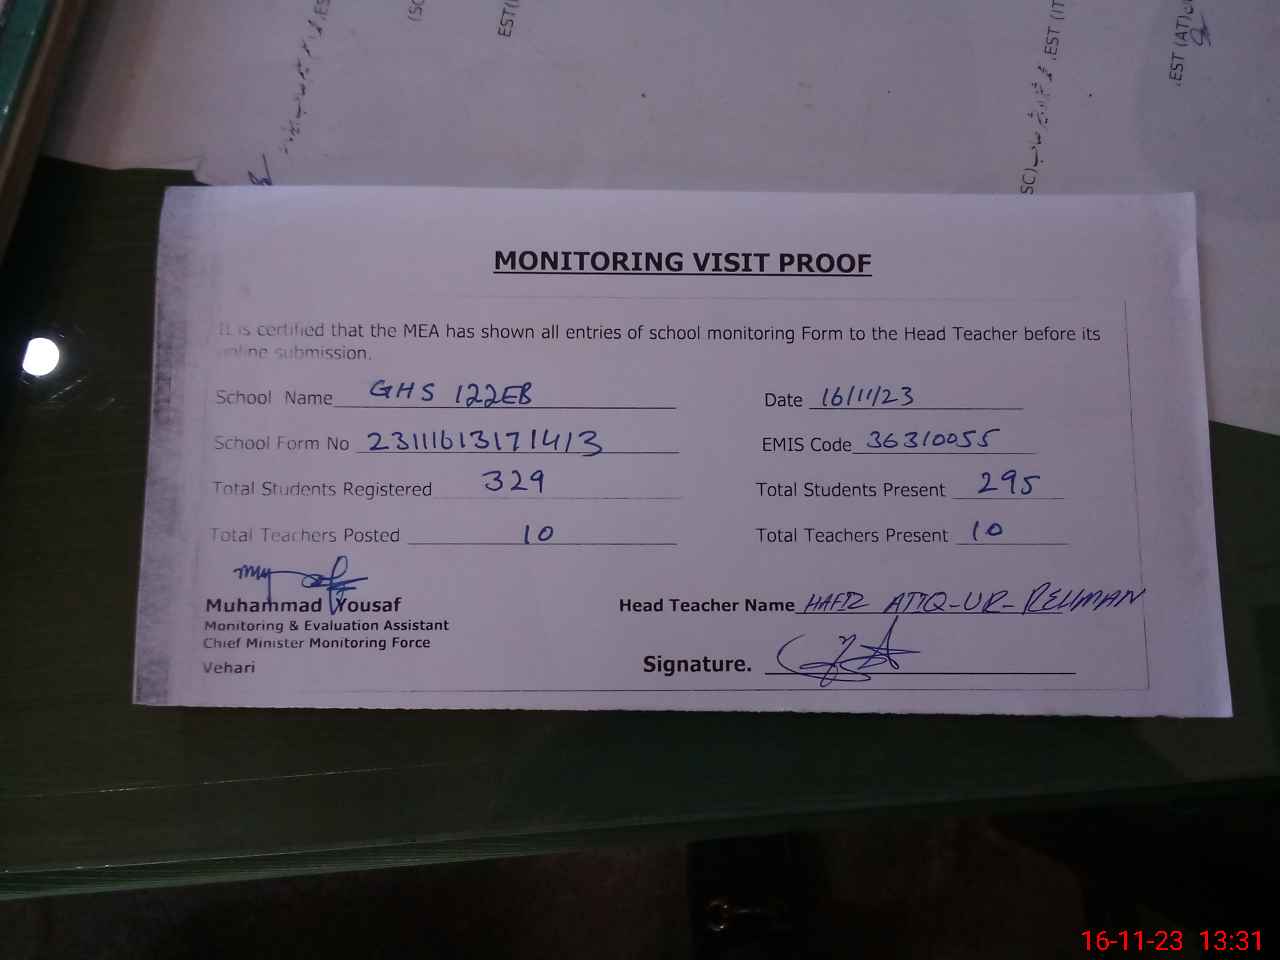 EST (IT)
EST (AT)
MONITORING VISIT PROOF
It is certified that the MEA has shown all entries of school monitoring Form to the Head Teacher before its
online submission.
School Name GHS 122EB Date 16/11/23
School Form No 23111613171413 EMIS Code 36310055
Total Students Registered 329 Total Students Present 295
Total Teachers Posted 10 Total Teachers Present 10
Muhammad Yousaf Head Teacher Name HAFIZ ATIQ-UR-REHMAN
Monitoring & Evaluation Assistant
Chief Minister Monitoring Force
Vehari Signature.
16-11-23 13:31